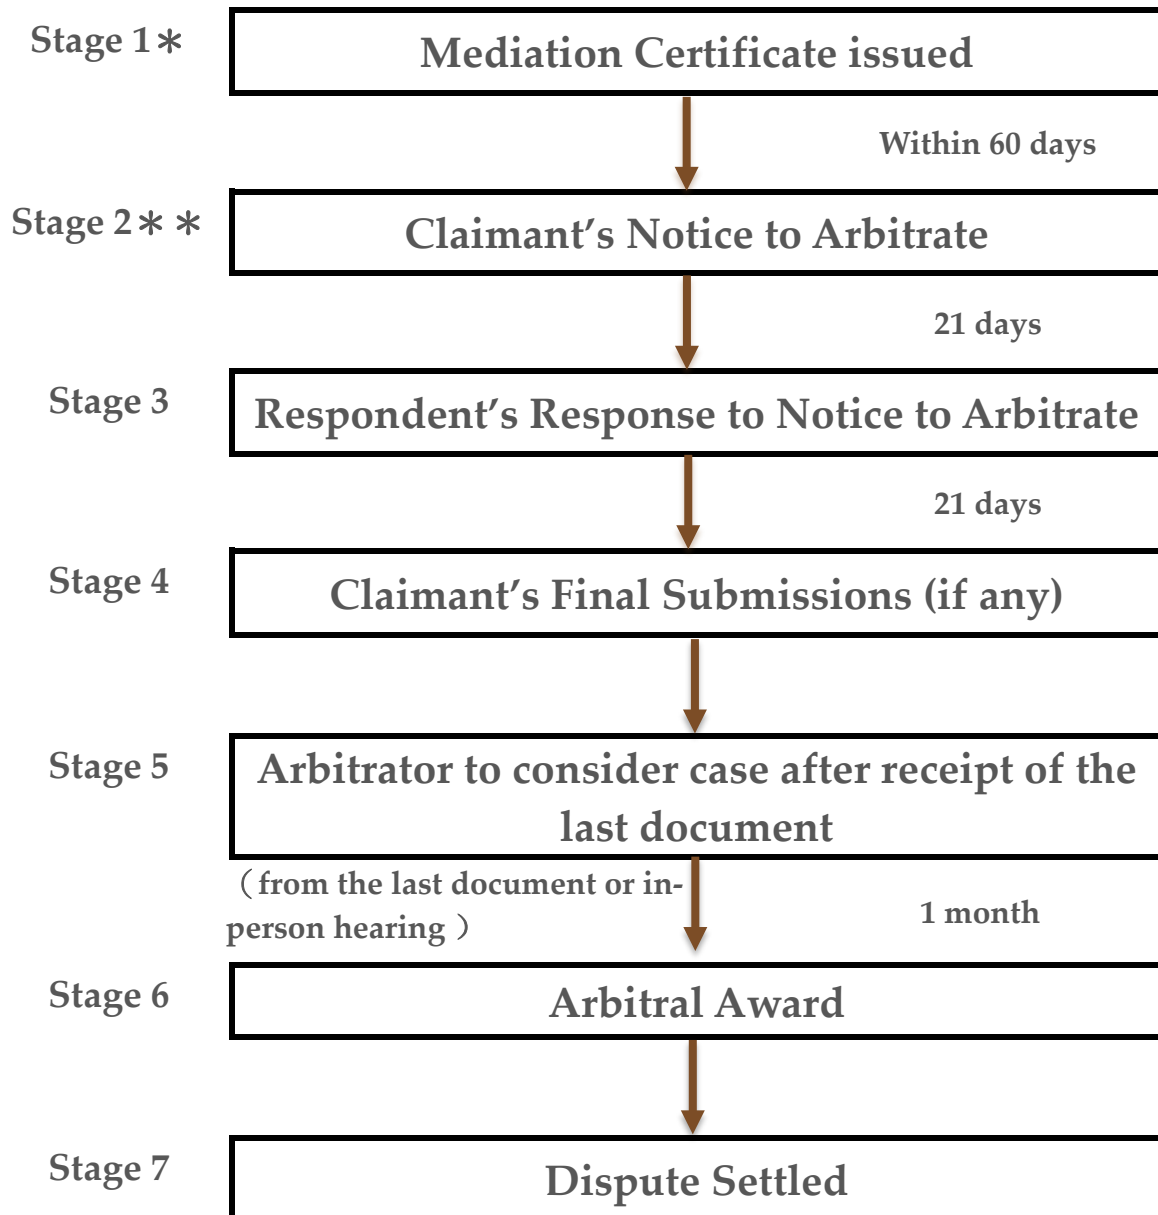 Stage 1＊
Mediation Certificate issued
Within 60 days
Stage 2＊＊
Claimant’s Notice to Arbitrate
21 days
Stage 3
Respondent’s Response to Notice to Arbitrate
21 days
Stage 4
Claimant’s Final Submissions (if any)
Stage 5
Arbitrator to consider case after receipt of the
last document
（from the last document or in-
person hearing）
1 month
Stage 6
Arbitral Award
Stage 7
Dispute Settled